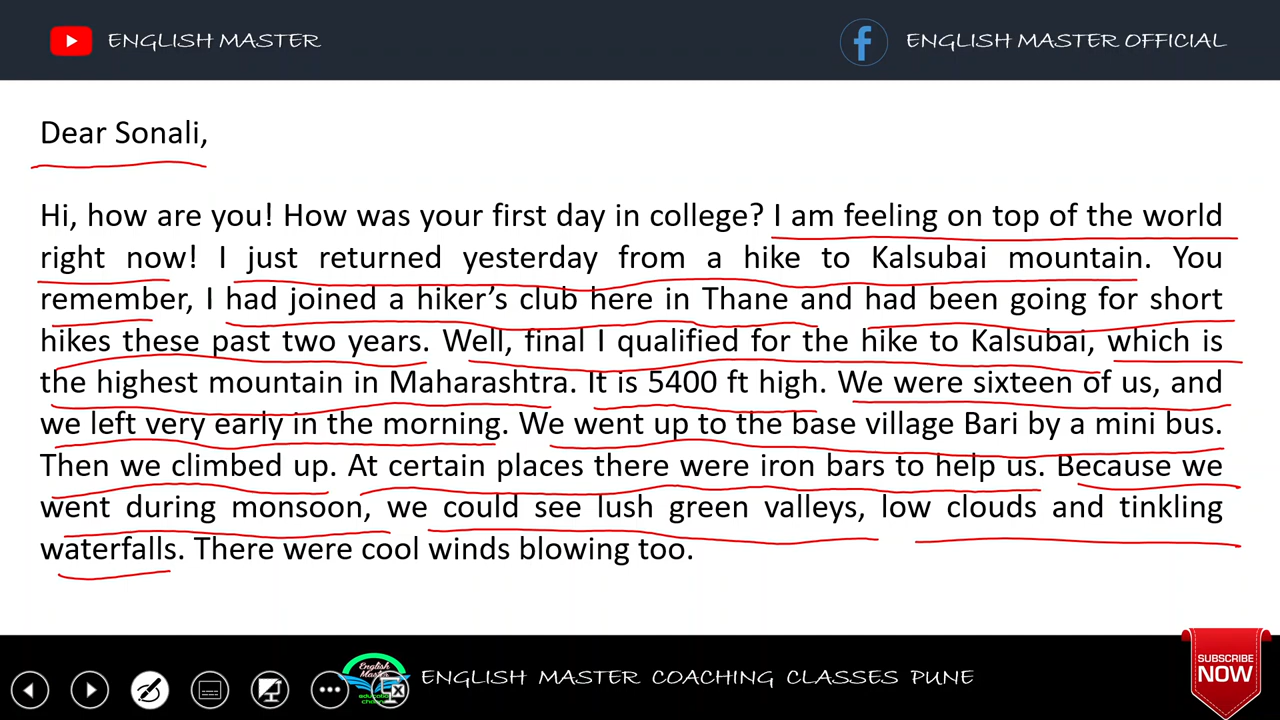 ENGLISH MASTER
ENGLISH MASTER OFFICIAL
Dear Sonali,
Hi, how are you! How was your first day in college? I am feeling on top of the world
right now! I just returned yesterday from a hike to Kalsubai mountain. You
remember, I had joined a hiker’s club here in Thane and had been going for short
hikes these past two years. Well, final I qualified for the hike to Kalsubai, which is
the highest mountain in Maharashtra. It is 5400 ft high. We were sixteen of us, and
we left very early in the morning. We went up to the base village Bari by a mini bus.
Then we climbed up. At certain places there were iron bars to help us. Because we
went during monsoon, we could see lush green valleys, low clouds and tinkling
waterfalls. There were cool winds blowing too.
English
Master
ENGLISH MASTER COACHING CLASSES PUNE
SUBSCRIBE
NOW